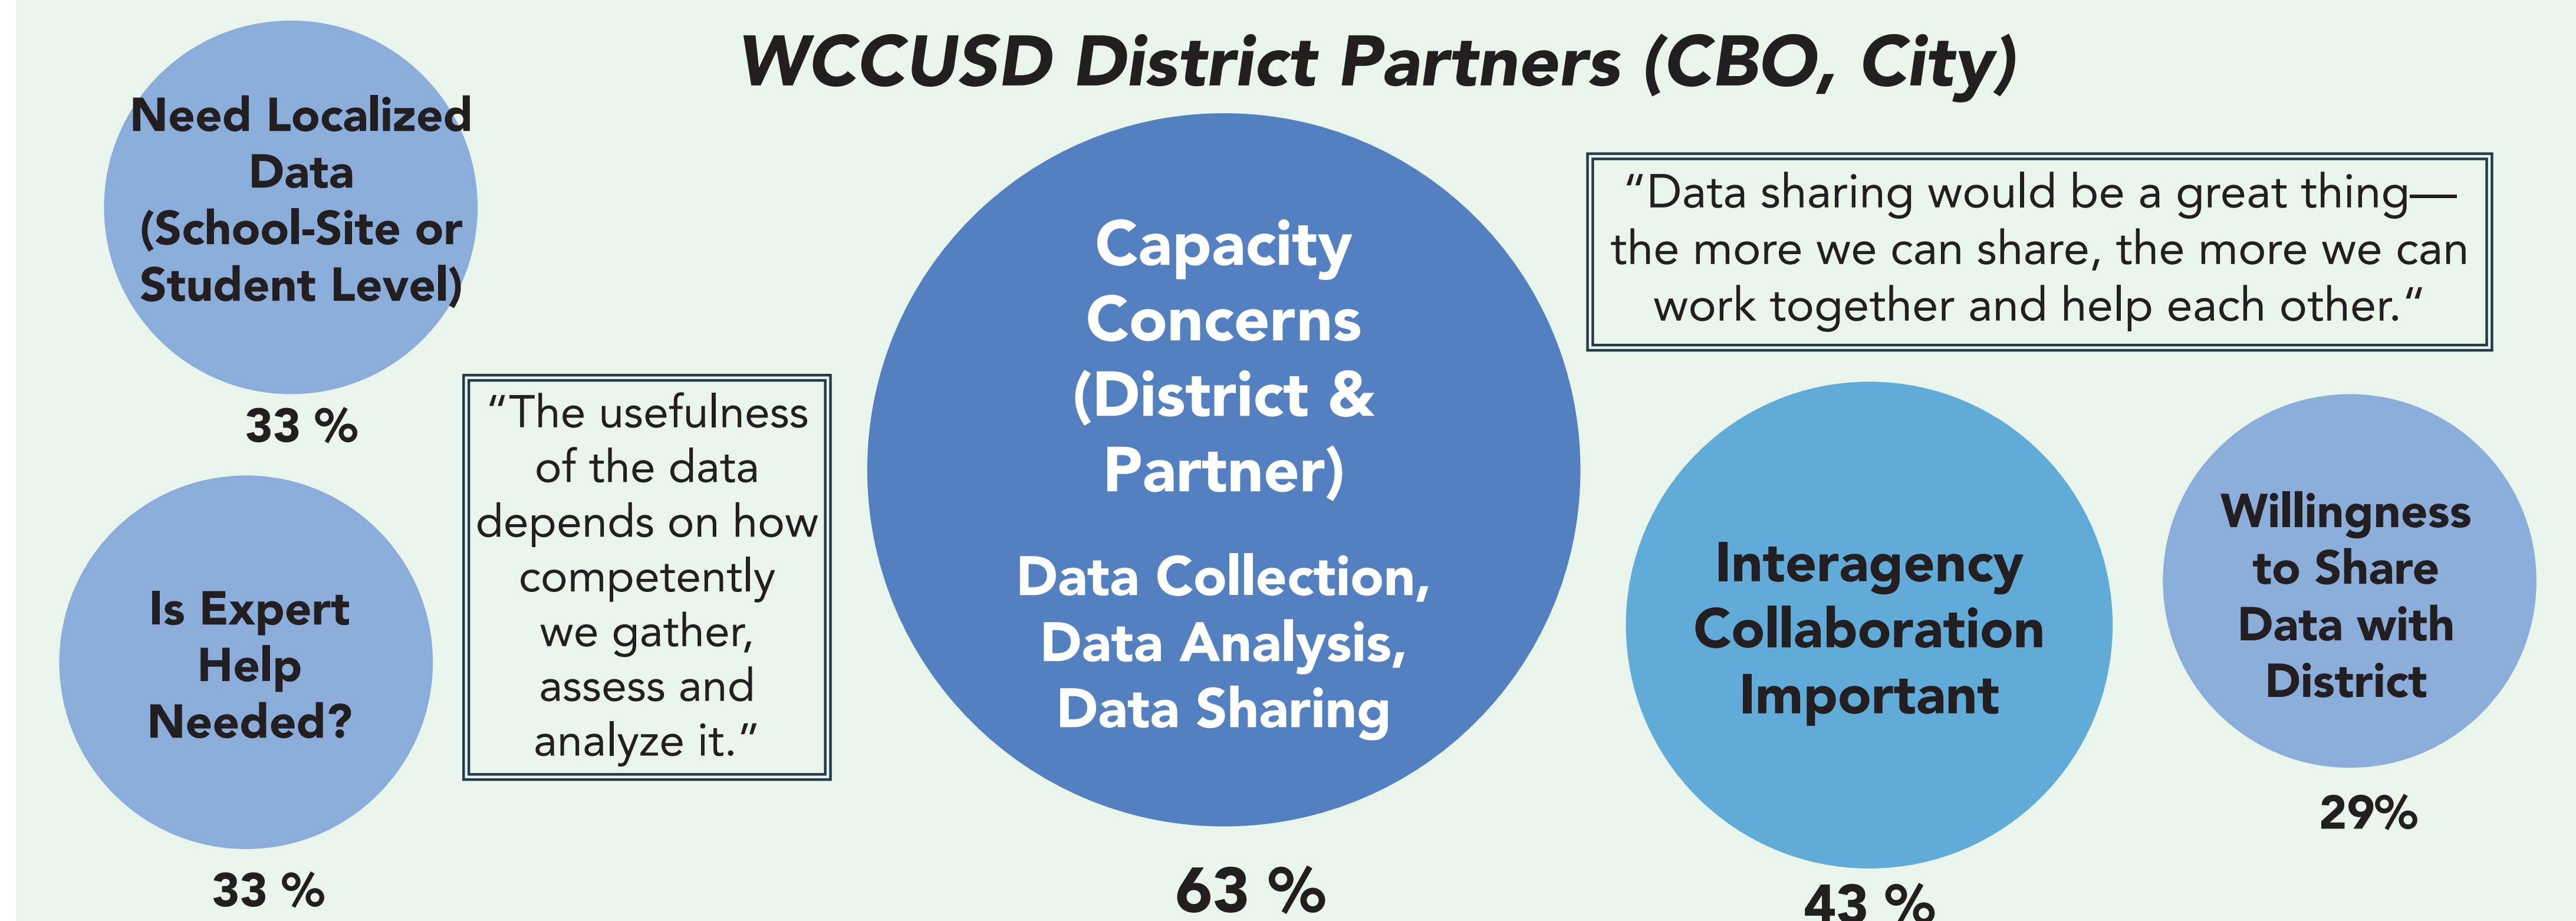 WCCUSD District Partners (CBO, City)
Need Localized
Data
(School-Site or
Student Level)
33 %
Is Expert
Help
Needed?
33 %
“The usefulness
of the data
depends on how
competently
we gather,
assess and
analyze it.”
Capacity
Concerns
(District &
Partner)
Data Collection,
Data Analysis,
Data Sharing
63 %
“Data sharing would be a great thing—
the more we can share, the more we can
work together and help each other.“
Interagency
Collaboration
Important
43 %
Willingness
to Share
Data with
District
29%